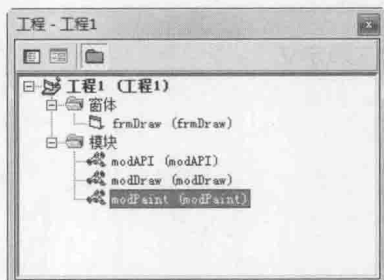 工程 - 工程1
工程1 (工程1)
窗体
frmDraw (frmDraw)
模块
modAPI (modAPI)
modDraw (modDraw)
modPaint (modPaint)